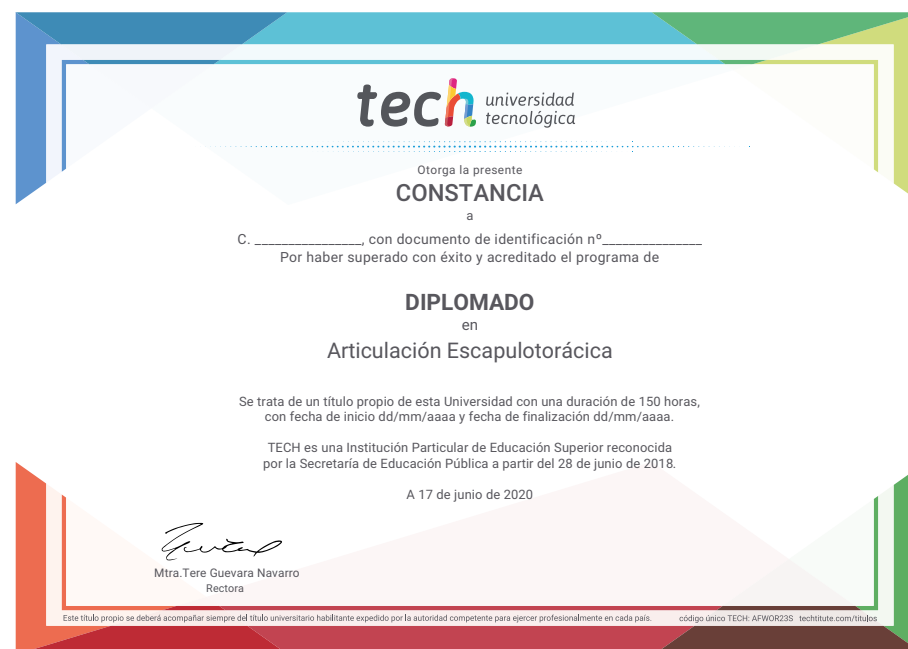 tech universidad
tecnológica
Otorga la presente
CONSTANCIA
a
C. ________________, con documento de identificación nº_______________
Por haber superado con éxito y acreditado el programa de
DIPLOMADO
en
Articulación Escapulotorácica
Se trata de un título propio de esta Universidad con una duración de 150 horas,
con fecha de inicio dd/mm/aaaa y fecha de finalización dd/mm/aaaa.
TECH es una Institución Particular de Educación Superior reconocida
por la Secretaría de Educación Pública a partir del 28 de junio de 2018.
A 17 de junio de 2020
Mtra.Tere Guevara Navarro
Rectora
Este título propio se deberá acompañar siempre del título universitario habilitante expedido por la autoridad competente para ejercer profesionalmente en cada país. código único TECH: AFWOR23S techtitute.com/titulos